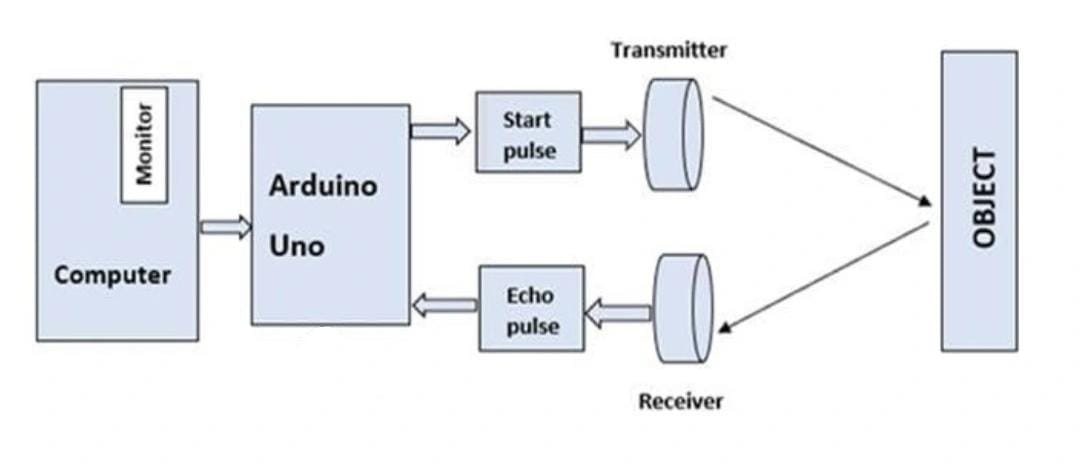 Transmitter
Monitor
Start
pulse
Arduino
Uno
OBJECT
Computer
Echo
pulse
Receiver